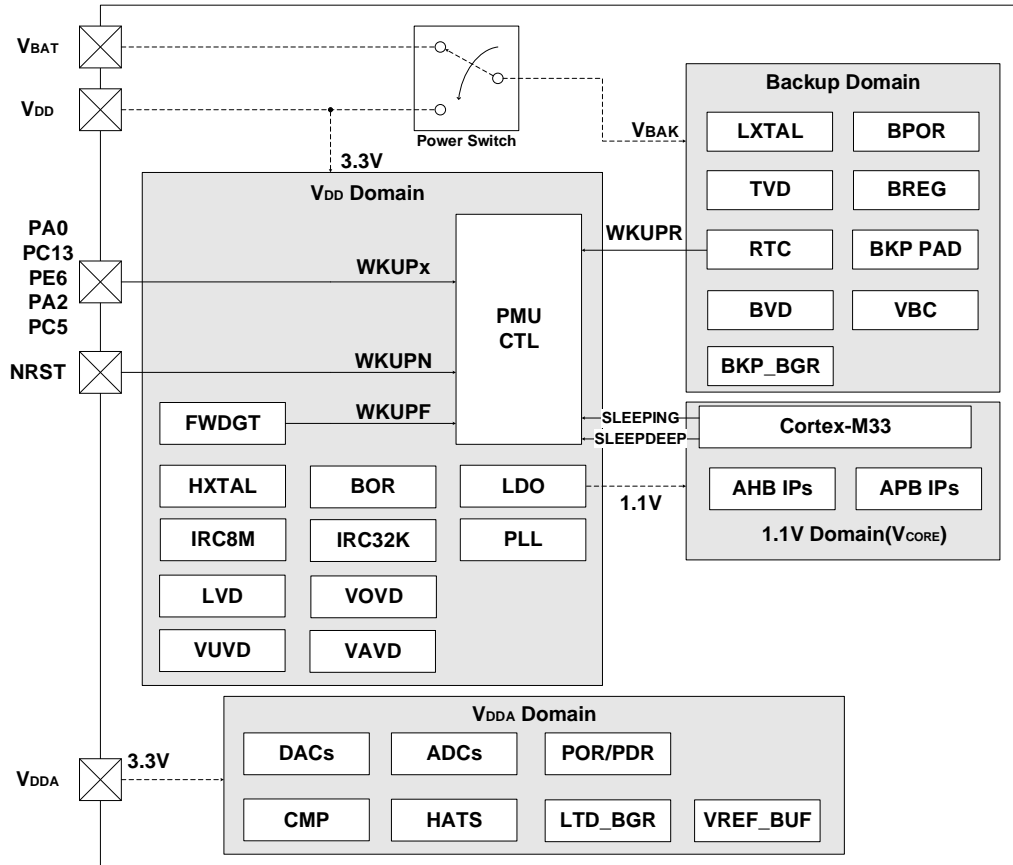 VBAT
VDD
Power Switch
3.3V
VBAK
Backup Domain
LXTAL
BPOR
TVD
BREG
RTC
BKP PAD
BVD
VBC
BKP_BGR
WKUPR
VDD Domain
PA0
PC13
PE6
PA2
PC5
WKUPx
PMU
CTL
NRST
WKUPN
FWDGT
WKUPF
SLEEPING
SLEEPDEEP
Cortex-M33
HXTAL
BOR
LDO
1.1V
AHB IPs
APB IPs
1.1V Domain(VCORE)
IRC8M
IRC32K
PLL
LVD
VOVD
VUVD
VAVD
VDDA Domain
VDDA
3.3V
DACs
ADCs
POR/PDR
CMP
HATS
LTD_BGR
VREF_BUF